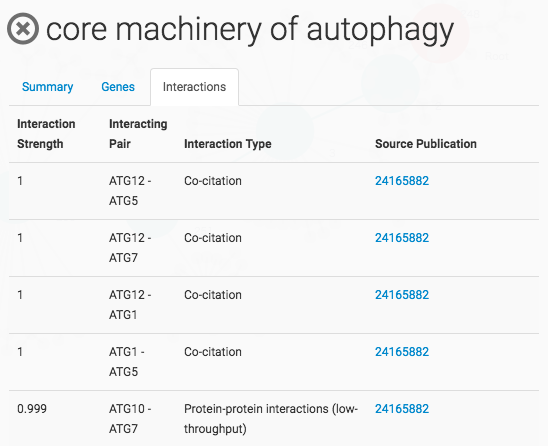 core machinery of autophagy
Summary Genes Interactions
Interaction Interacting
Strength Pair Interaction Type Source Publication
1 ATG12 - Co-citation 24165882
ATG5
1 ATG12 - Co-citation 24165882
ATG7
1 ATG12 - Co-citation 24165882
ATG1
1 ATG1 - Co-citation 24165882
ATG5
0.999 ATG10 - Protein-protein interactions (low- 24165882
ATG7 throughput)